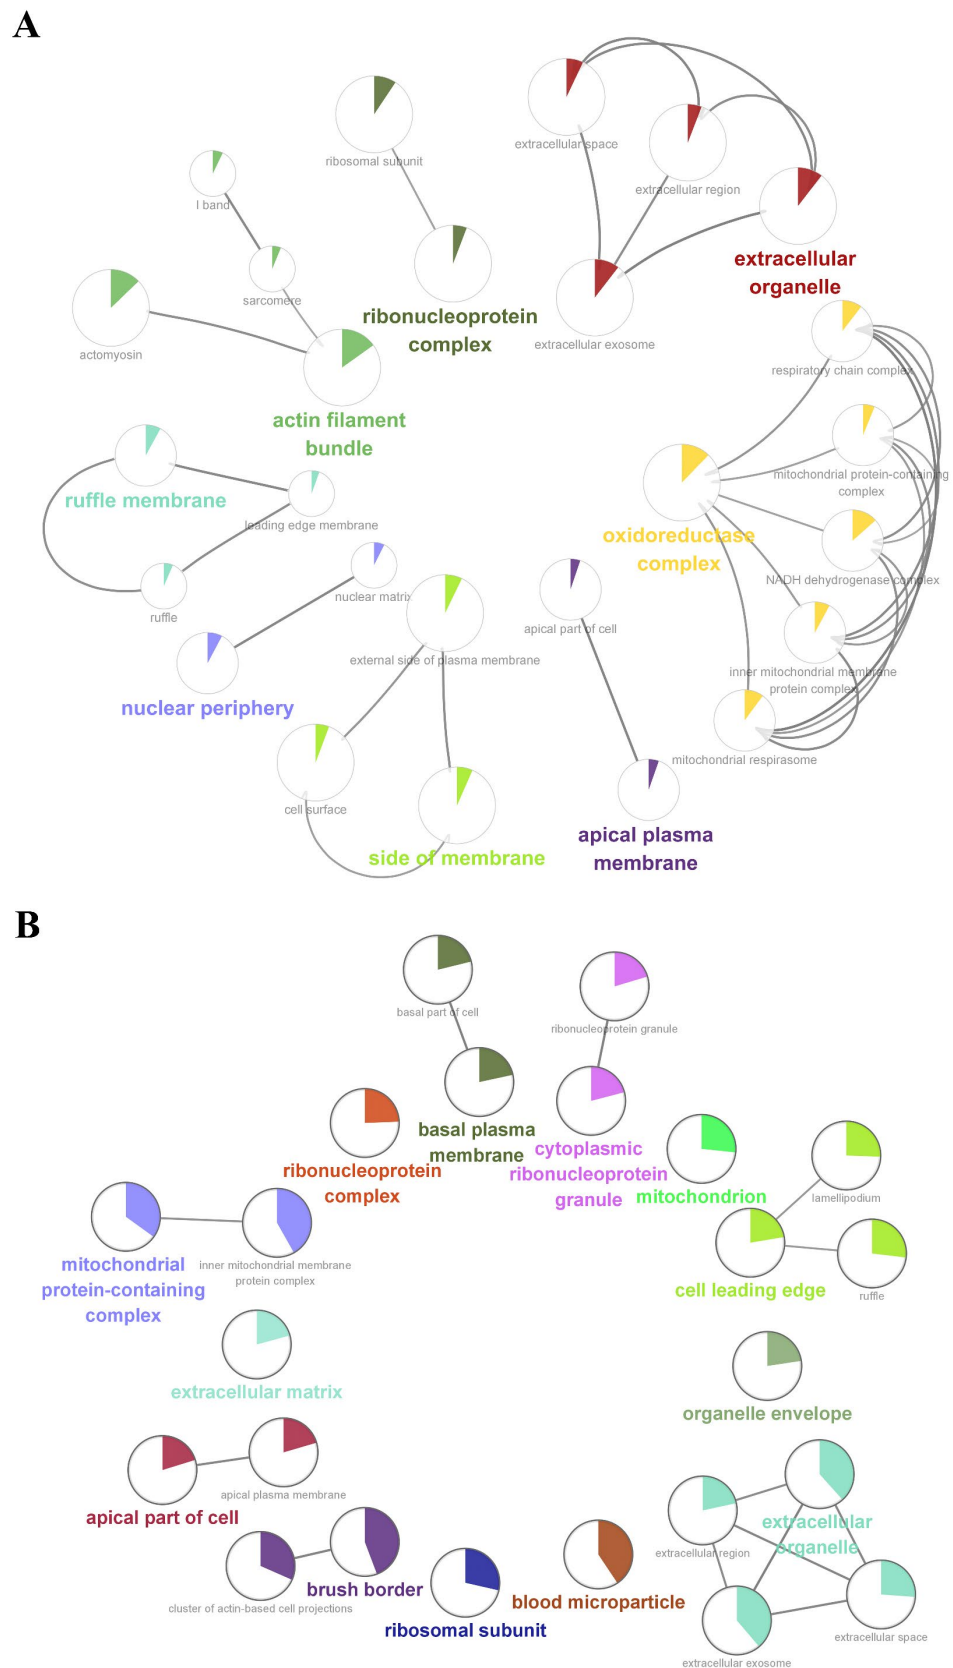 A
ribosomal subunit
extracellular space
extracellular region
I band
extracellular
organelle
sarcomere
ribonucleoprotein
complex
extracellular exosome
actomyosin
respiratory chain complex
actin filament
bundle
mitochondrial protein-containing
complex
ruffle membrane
leading edge membrane
oxidoreductase
complex
NADH dehydrogenase complex
nuclear matrix
ruffle
apical part of cell
external side of plasma membrane
inner mitochondrial membrane
protein complex
nuclear periphery
mitochondrial respirasome
cell surface
apical plasma
membrane
side of membrane
B
basal part of cell
ribonucleoprotein granule
basal plasma
membrane
cytoplasmic
ribonucleoprotein
granule
ribonucleoprotein
complex
mitochondrion
lamellipodium
mitochondrial
protein-containing
complex
inner mitochondrial membrane
protein complex
cell leading edge
ruffle
extracellular matrix
organelle envelope
apical part of cell
apical plasma membrane
extracellular
organelle
extracellular region
brush border
cluster of actin-based cell projections
blood microparticle
ribosomal subunit
extracellular space
extracellular exosome